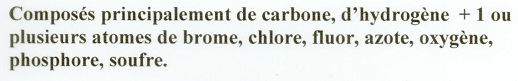 Composés principalement de carbone, d'hydrogène + 1 ou
plusieurs atomes de brome, chlore, fluor, azote, oxygène,
phosphore, soufre.